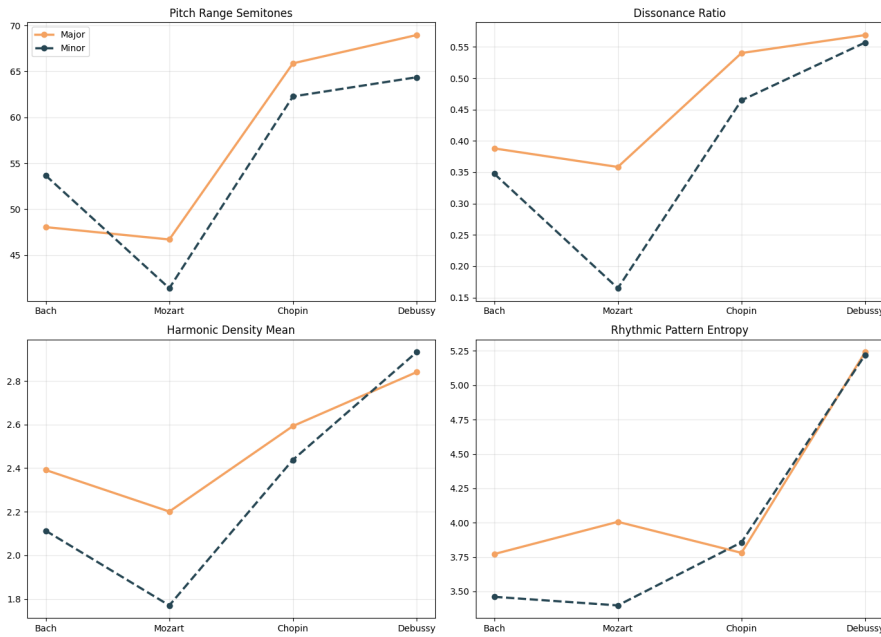 Pitch Range Semitones
Major
Minor
70
65
60
55
50
45
Bach Mozart Chopin Debussy
Dissonance Ratio
0.55
0.50
0.45
0.40
0.35
0.30
0.25
0.20
0.15
Bach Mozart Chopin Debussy
Harmonic Density Mean
2.8
2.6
2.4
2.2
2.0
1.8
Bach Mozart Chopin Debussy
Rhythmic Pattern Entropy
5.25
5.00
4.75
4.50
4.25
4.00
3.75
3.50
Bach Mozart Chopin Debussy